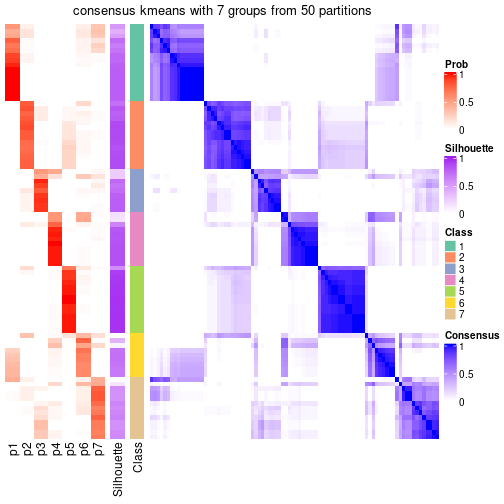 consensus kmeans with 7 groups from 50 partitions
Prob
1
0.5
0
Silhouette
1
0.5
0
Class
1
2
3
4
5
6
7
Consensus
1
0.5
0
p1
p2
p3
p4
p5
p6
p7
Silhouette
Class